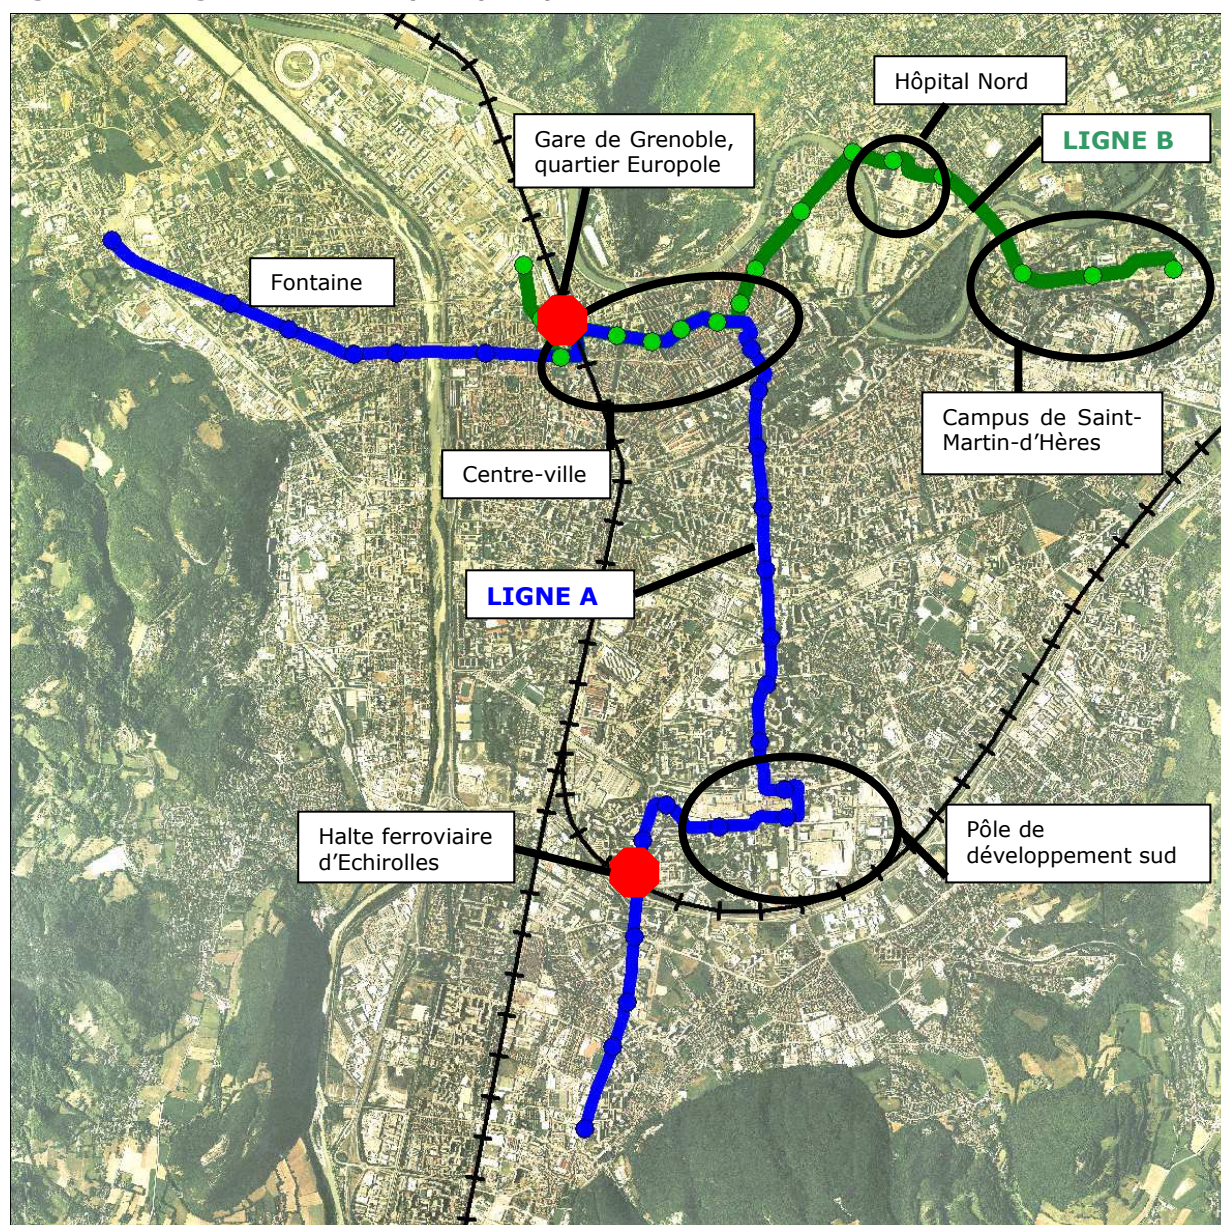 Hôpital Nord
Gare de Grenoble,
quartier Europole
LIGNE B
Fontaine
Campus de Saint-
Martin-d'Hères
Centre-ville
LIGNE A
Halte ferroviaire
d'Echirolles
Pôle de
développement sud